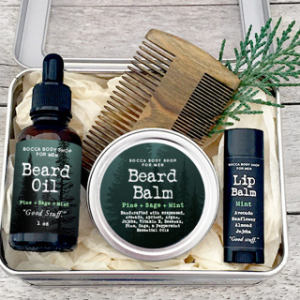 BOCCA BODY SHOP
FOR MEN
Beard
Oil
Pine + Sage + Mint
"Good Stuff."
1 oz
BOCCA BODY SHOP
FOR MEN
Beard
Balm
Pine + Sage + Mint
Handcrafted with
Jojoba, Vitamin E, Beeswax,
Pine, Sage, & Peppermint
Essential Oils
BOCCA BODY SHOP
FOR MEN
Lip
Balm
Mint
Avocado
Sunflower
Almond
Jojoba
"Good stuff."